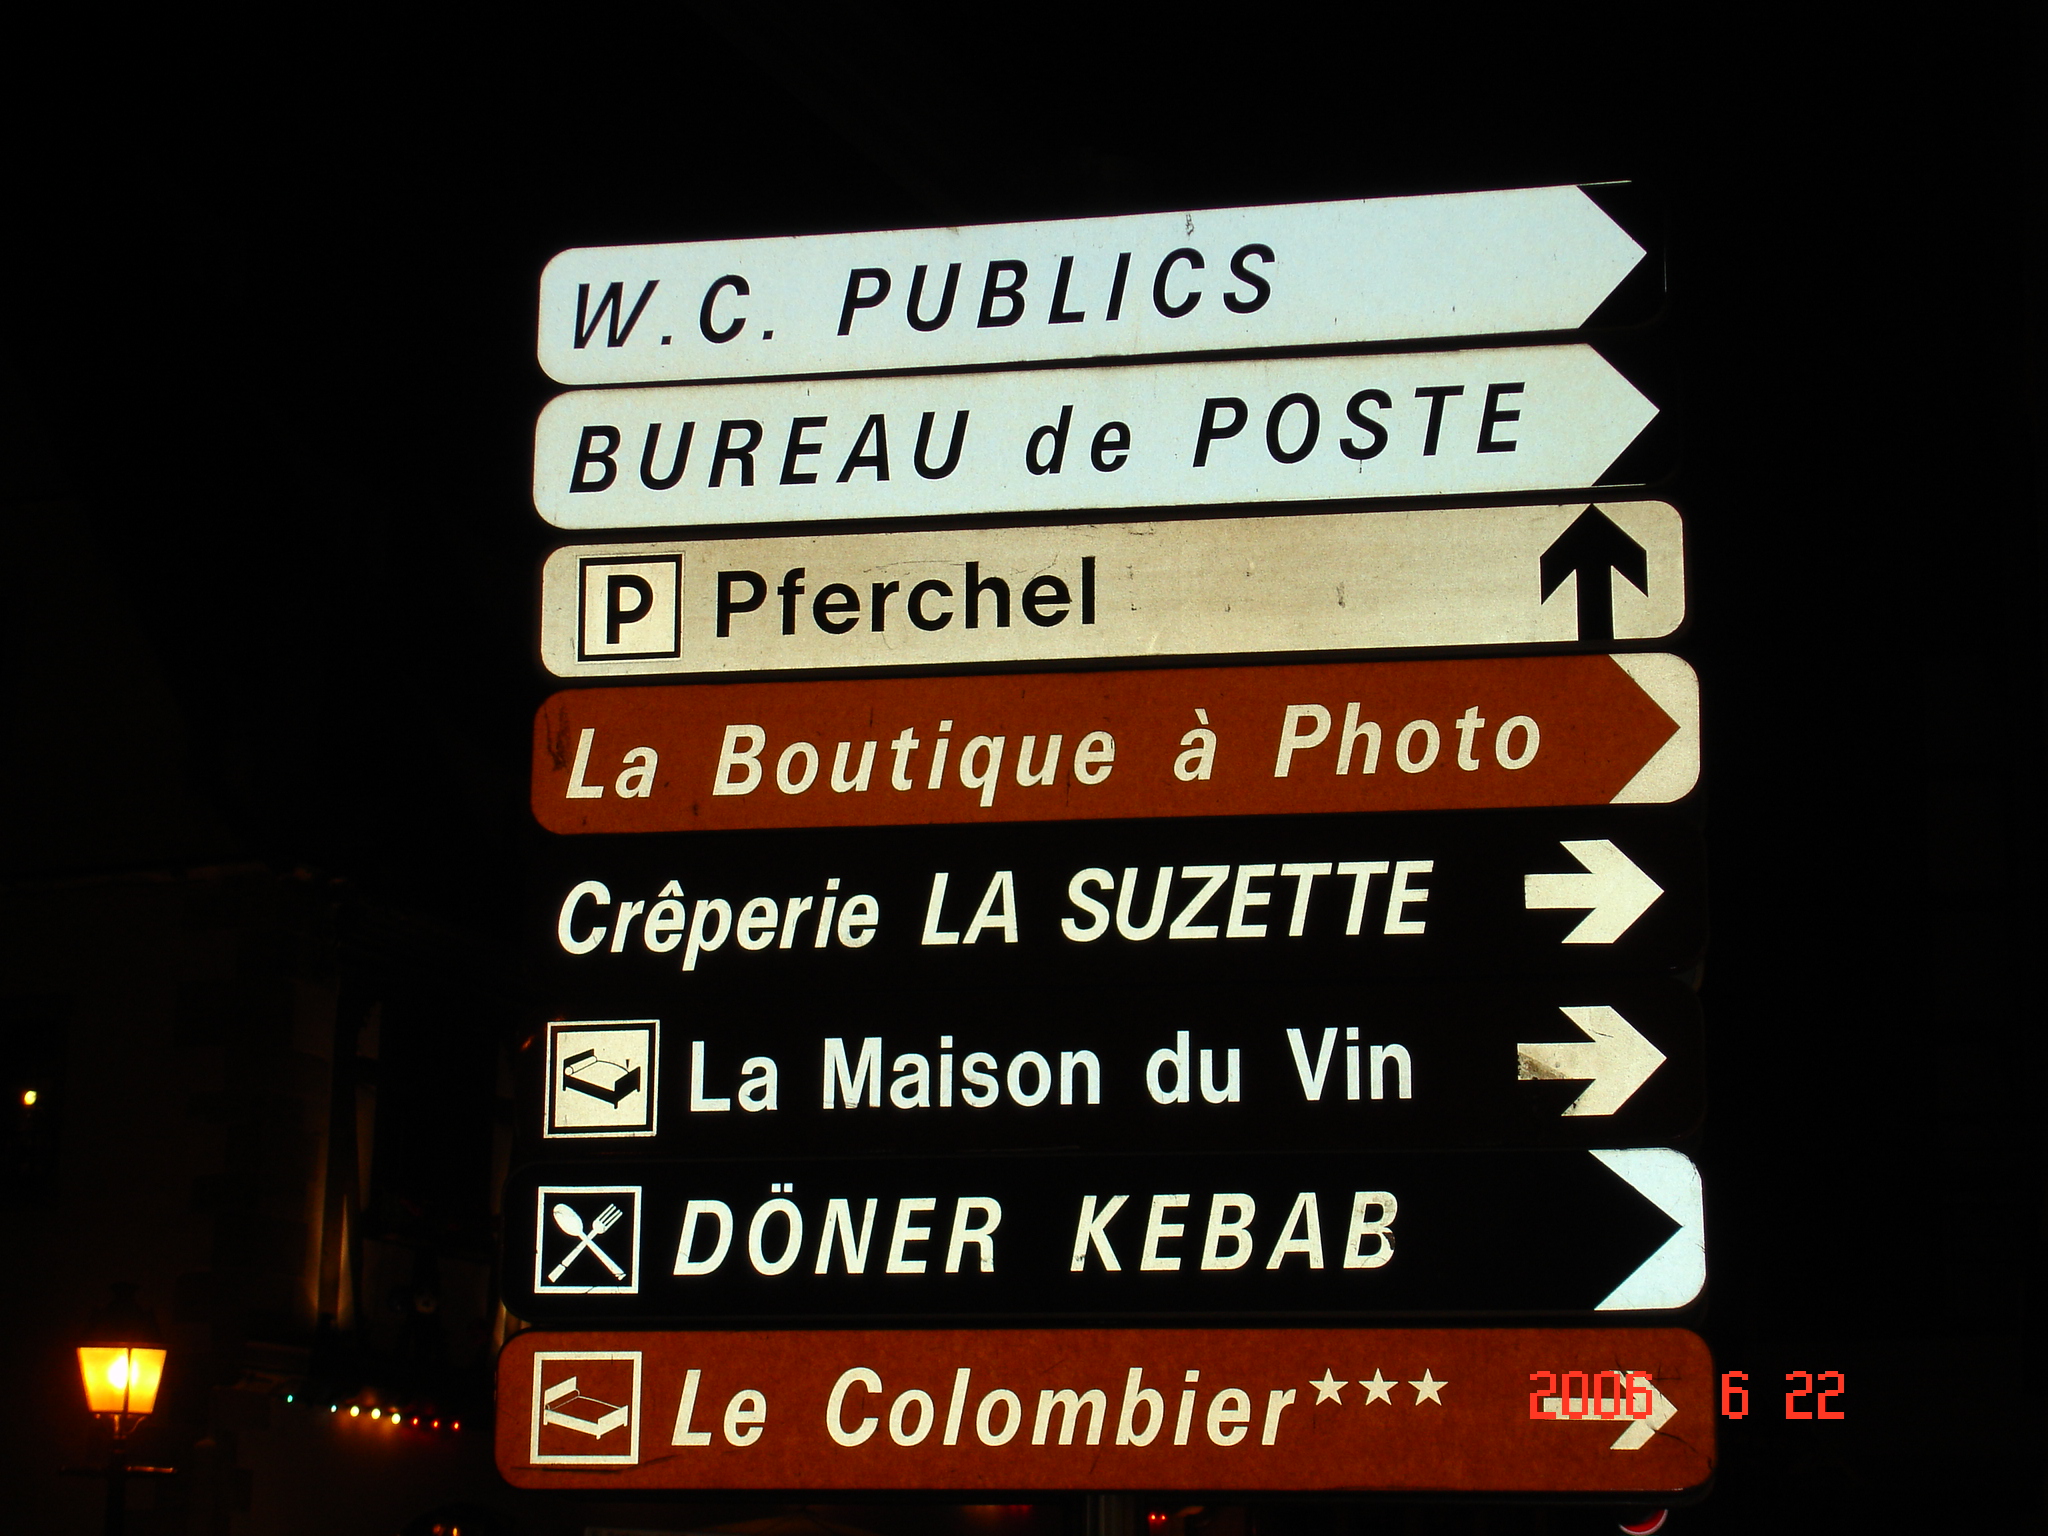 W.C. PUBLICS
BUREAU de POSTE
P Pferchel
La Boutique à Photo
Crêperie LA SUZETTE
La Maison du Vin
DÖNER KEBAB
Le Colombier***
2006 6 22